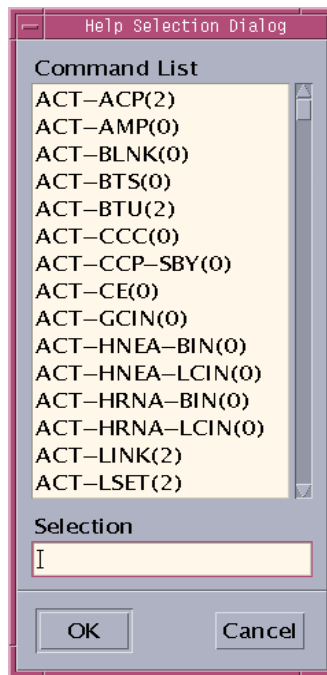 Help Selection Dialog
Command List
ACT-ACP(2)
ACT-AMP(0)
ACT-BLNK(0)
ACT-BTS(0)
ACT-BTU(2)
ACT-CCC(0)
ACT-CCP-SBY(0)
ACT-CE(0)
ACT-GCIN(0)
ACT-HNEA-BIN(0)
ACT-HNEA-LCIN(0)
ACT-HRNA-BIN(0)
ACT-HRNA-LCIN(0)
ACT-LINK(2)
ACT-LSET(2)
Selection
OK Cancel